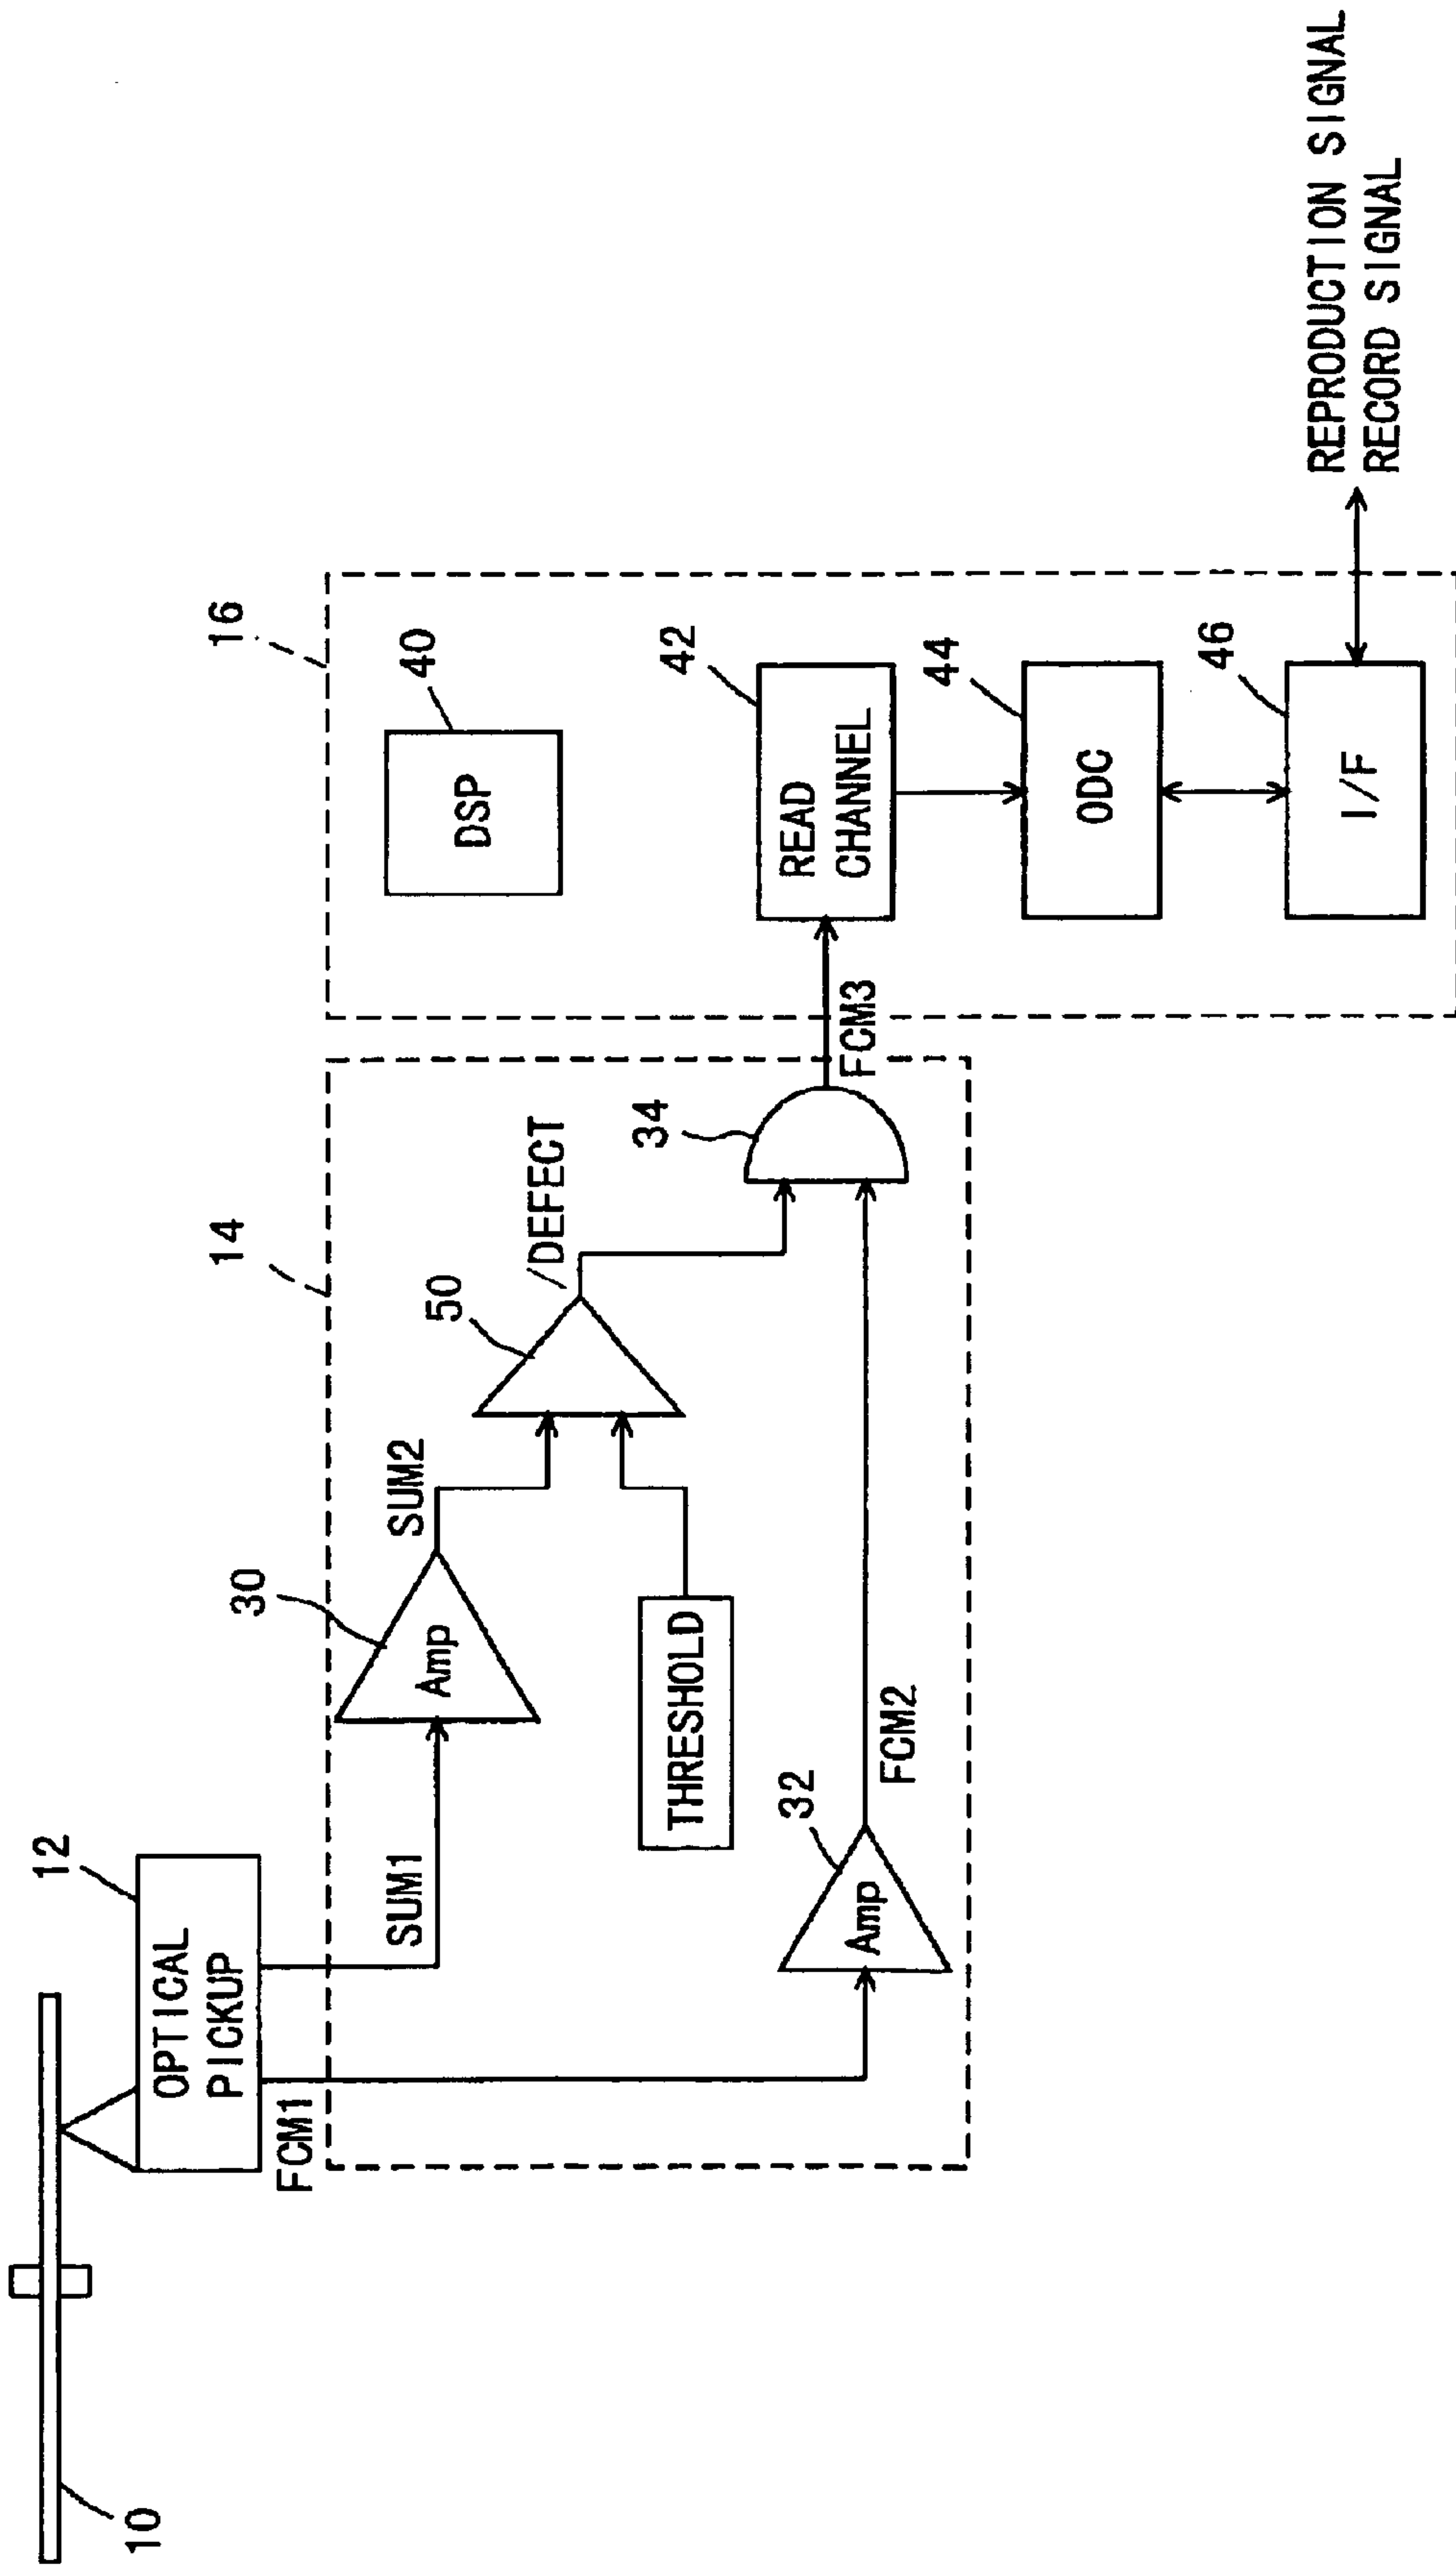 10
12
OPTICAL
PICKUP
FCM1
SUM1
14
30
Amp
SUM2
THRESHOLD
50
/DEFECT
32
Amp
FCM2
34
FCM3
16
40
DSP
42
READ
CHANNEL
44
ODC
46
I/F
REPRODUCTION SIGNAL
RECORD SIGNAL